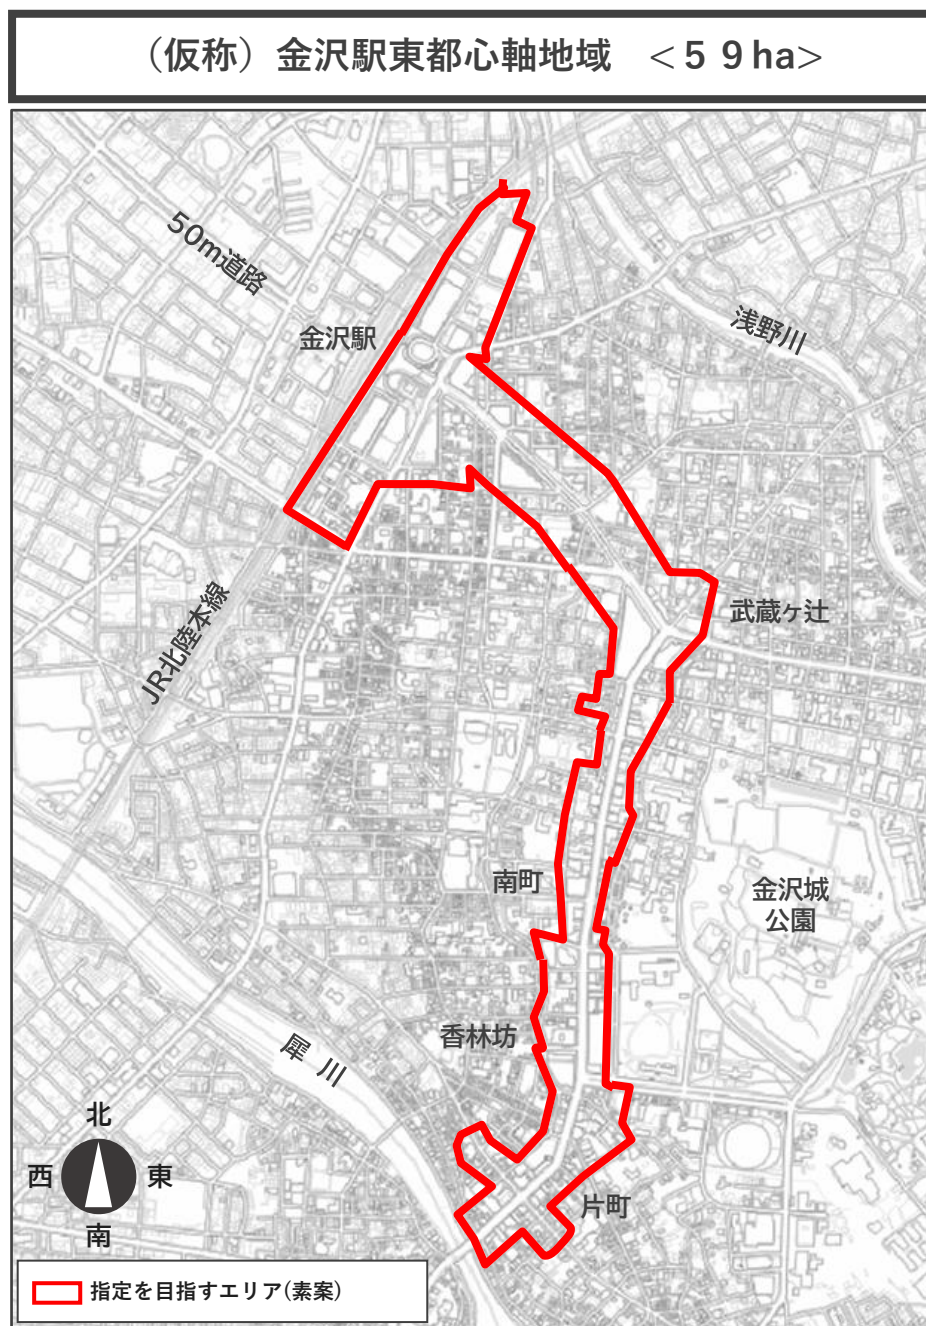 （仮称）金沢駅東都心軸地域　＜５９ha＞
50m道路
金沢駅
浅野川
JR北陸本線
武蔵ヶ辻
南町
金沢城
公園
香林坊
犀川
北
西
東
南
片町
指定を目指すエリア(素案)